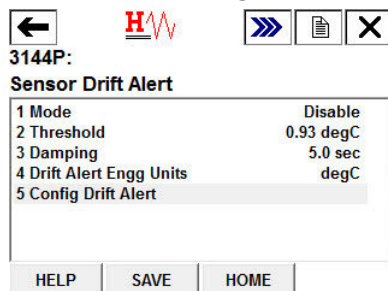 H
3144P:
Sensor Drift Alert
1 Mode Disable
2 Threshold 0.93 degC
3 Damping 5.0 sec
4 Drift Alert Engg Units degC
5 Config Drift Alert
HELP SAVE HOME